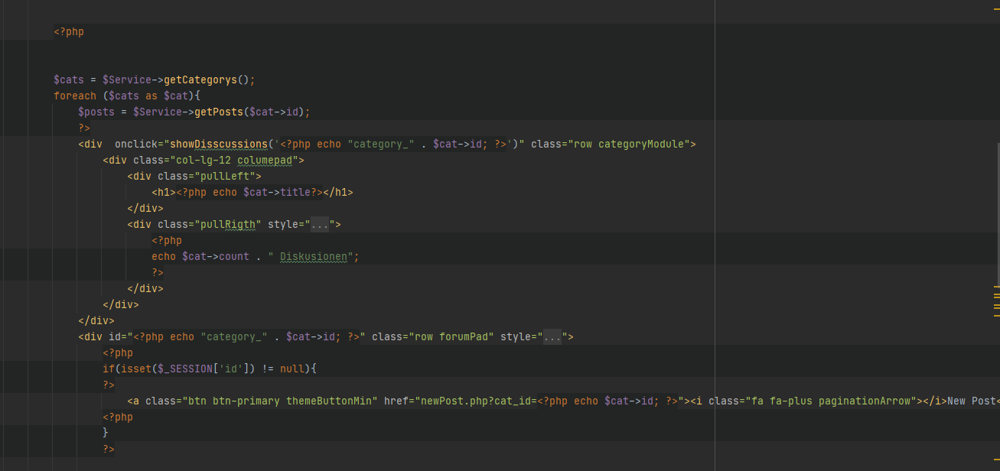 <?php
$cats = $Service->getCategorys();
foreach ($cats as $cat){
$posts = $Service->getPosts($cat->id);
?>
<div  onclick="showDisscussions('<?php echo "category_" . $cat->id; ?>')" class="row categoryModule">
<div class="col-lg-12 columepad">
<div class="pullLeft">
<h1><?php echo $cat->title?></h1>
</div>
<div class="pullRigth" style="...">
<?php
echo $cat->count . " Diskusionen";
?>
</div>
</div>
</div>
<div id="<?php echo "category_" . $cat->id; ?>" class="row forumPad" style="...">
<?php
if(isset($_SESSION['id']) != null){
?>
<a class="btn btn-primary themeButtonMin" href="newPost.php?cat_id=<?php echo $cat->id; ?>"><i class="fa fa-plus paginationArrow"></i>New Post<
<?php
}
?>